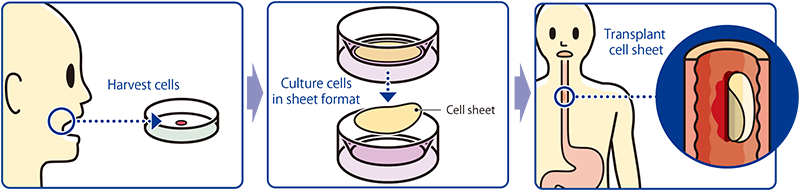 Harvest cells
Culture cells
in sheet format
Cell sheet
Transplant
cell sheet